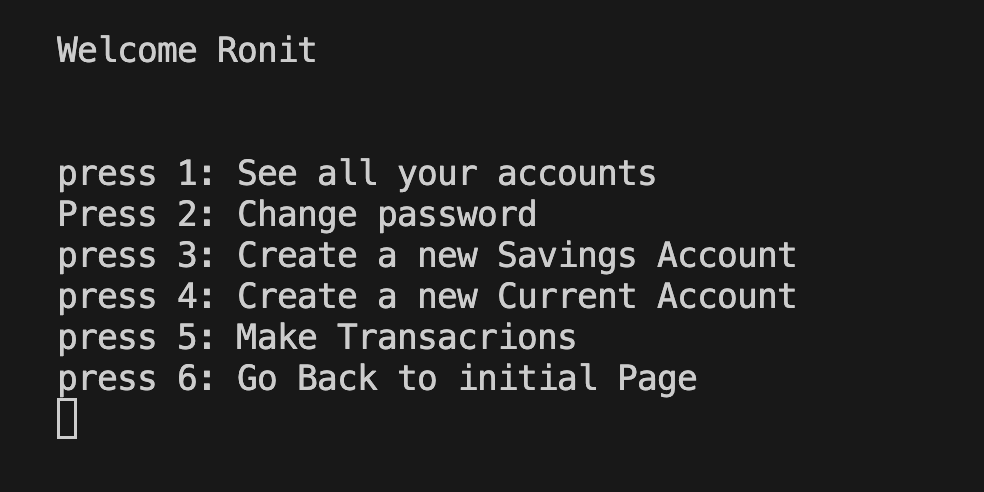 Welcome Ronit
press 1: See all your accounts
Press 2: Change password
press 3: Create a new Savings Account
press 4: Create a new Current Account
press 5: Make Transacrions
press 6: Go Back to initial Page